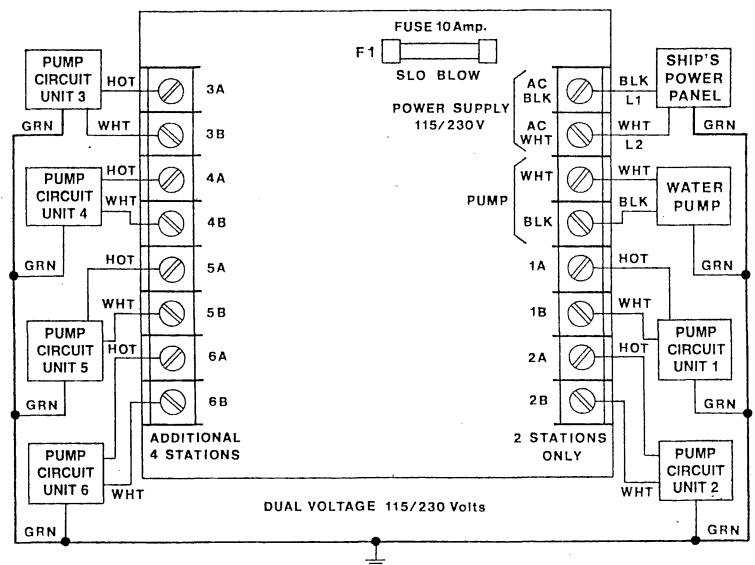 FUSE 10 Amp.
F1
SLO BLOW
PUMP
CIRCUIT
UNIT 3
HOT
3A
GRN
WHT
3B
PUMP
CIRCUIT
UNIT 4
HOT
4A
WHT
4B
GRN
HOT
5A
WHT
5B
PUMP
CIRCUIT
UNIT 5
HOT
6A
6B
GRN
PUMP
CIRCUIT
UNIT 6
WHT
GRN
ADDITIONAL
4 STATIONS
POWER SUPPLY
115/230V
AC
BLK
BLK
L1
SHIP'S
POWER
PANEL
AC
WHT
WHT
L2
GRN
PUMP
WHT
WHT
WATER
PUMP
BLK
BLK
GRN
1A
HOT
1B
WHT
PUMP
CIRCUIT
UNIT 1
2A
HOT
2B
GRN
2 STATIONS
ONLY
PUMP
CIRCUIT
UNIT 2
WHT
GRN
DUAL VOLTAGE 115/230 Volts